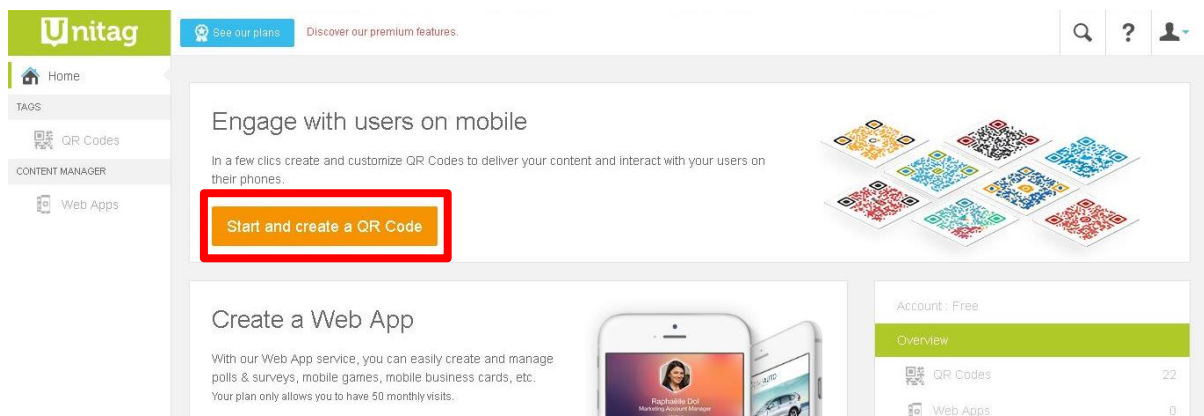 Unitag
See our plans
Discover our premium features.
?
Home
TAGS
QR Codes
CONTENT MANAGER
Web Apps
Engage with users on mobile
In a few clics create and customize QR Codes to deliver your content and interact with your users on
their phones.
Start and create a QR Code
Create a Web App
With our Web App service, you can easily create and manage
polls & surveys, mobile games, mobile business cards, etc.
Your plan only allows you to have 50 monthly visits.
Raphaëlle Dol
Marketing Account Manager
AUTO
Account : Free
Overview
QR Codes 22
Web Apps 0